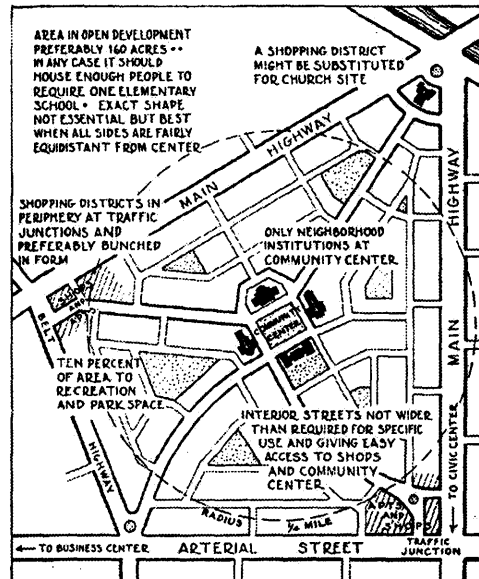 AREA IN OPEN DEVELOPMENT
PREFERABLY 160 ACRES ••
IN ANY CASE IT SHOULD
HOUSE ENOUGH PEOPLE TO
REQUIRE ONE ELEMENTARY
SCHOOL • EXACT SHAPE
NOT ESSENTIAL BUT BEST
WHEN ALL SIDES ARE FAIRLY
EQUIDISTANT FROM CENTER
A SHOPPING DISTRICT
MIGHT BE SUBSTITUTED
FOR CHURCH SITE
MAIN HIGHWAY
HIGHWAY
MAIN
SHOPPING DISTRICTS IN
PERIPHERY AT TRAFFIC
JUNCTIONS AND
PREFERABLY BUNCHED
IN FORM
ONLY NEIGHBORHOOD
INSTITUTIONS AT
COMMUNITY CENTER
SHOPS
AND
BELT
HIGHWAY
COMMUNITY
CENTER
TEN PERCENT
OF AREA TO
RECREATION
AND PARK SPACE
INTERIOR STREETS NOT WIDER
THAN REQUIRED FOR SPECIFIC
USE AND GIVING EASY
ACCESS TO SHOPS
AND COMMUNITY
CENTER
TO CIVIC CENTER
RADIUS ¼ MILE
APTS
AND
SHOPS
TO BUSINESS CENTER
ARTERIAL STREET
TRAFFIC
JUNCTION